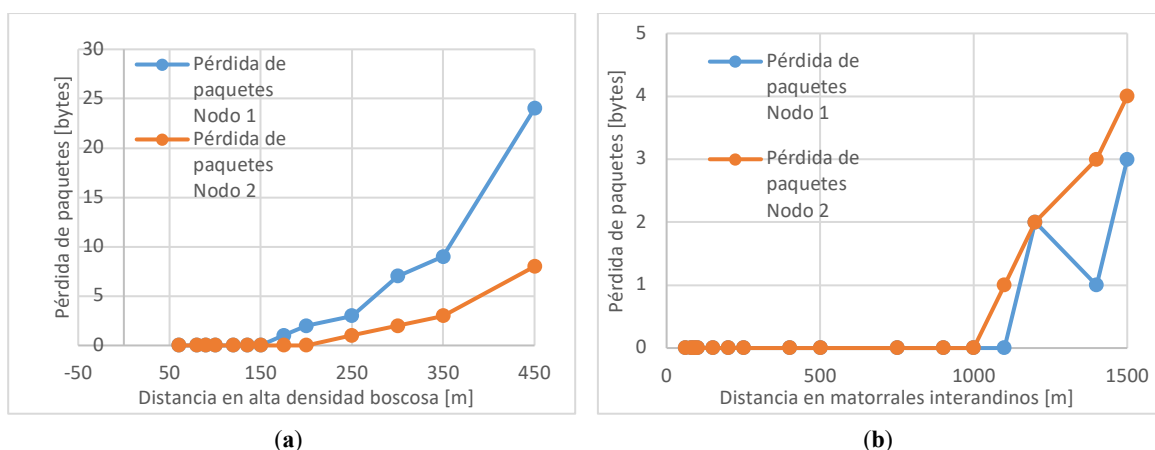 30
25
20
15
10
5
0
Pérdida de paquetes [bytes]
Pérdida de
paquetes
Nodo 1
Pérdida de
paquetes
Nodo 2
-50 50 150 250 350 450
Distancia en alta densidad boscosa [m]
(a)
5
4
3
2
1
0
Pérdida de paquetes [bytes]
Pérdida de
paquetes
Nodo 1
Pérdida de
paquetes
Nodo 2
0 500 1000 1500
Distancia en matorrales interandinos [m]
(b)